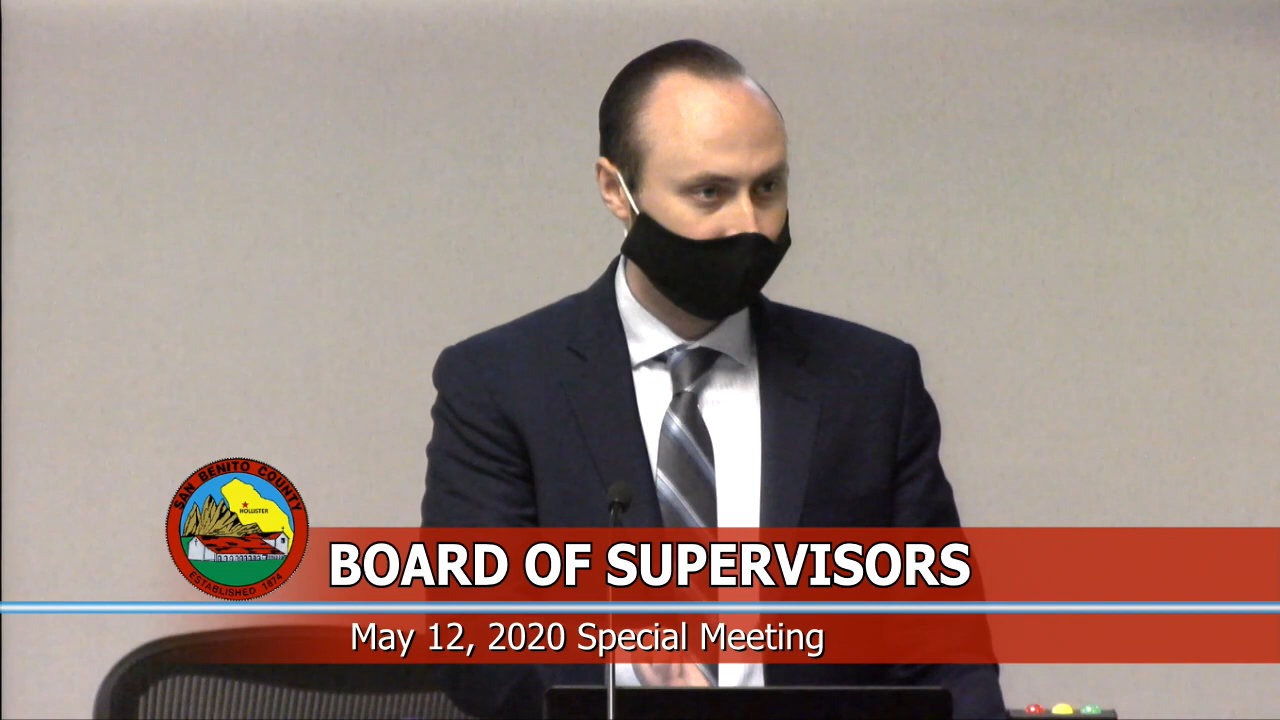 SAN BENITO COUNTY
HOLLISTER
ESTABLISHED 1874
BOARD OF SUPERVISORS
May 12, 2020 Special Meeting